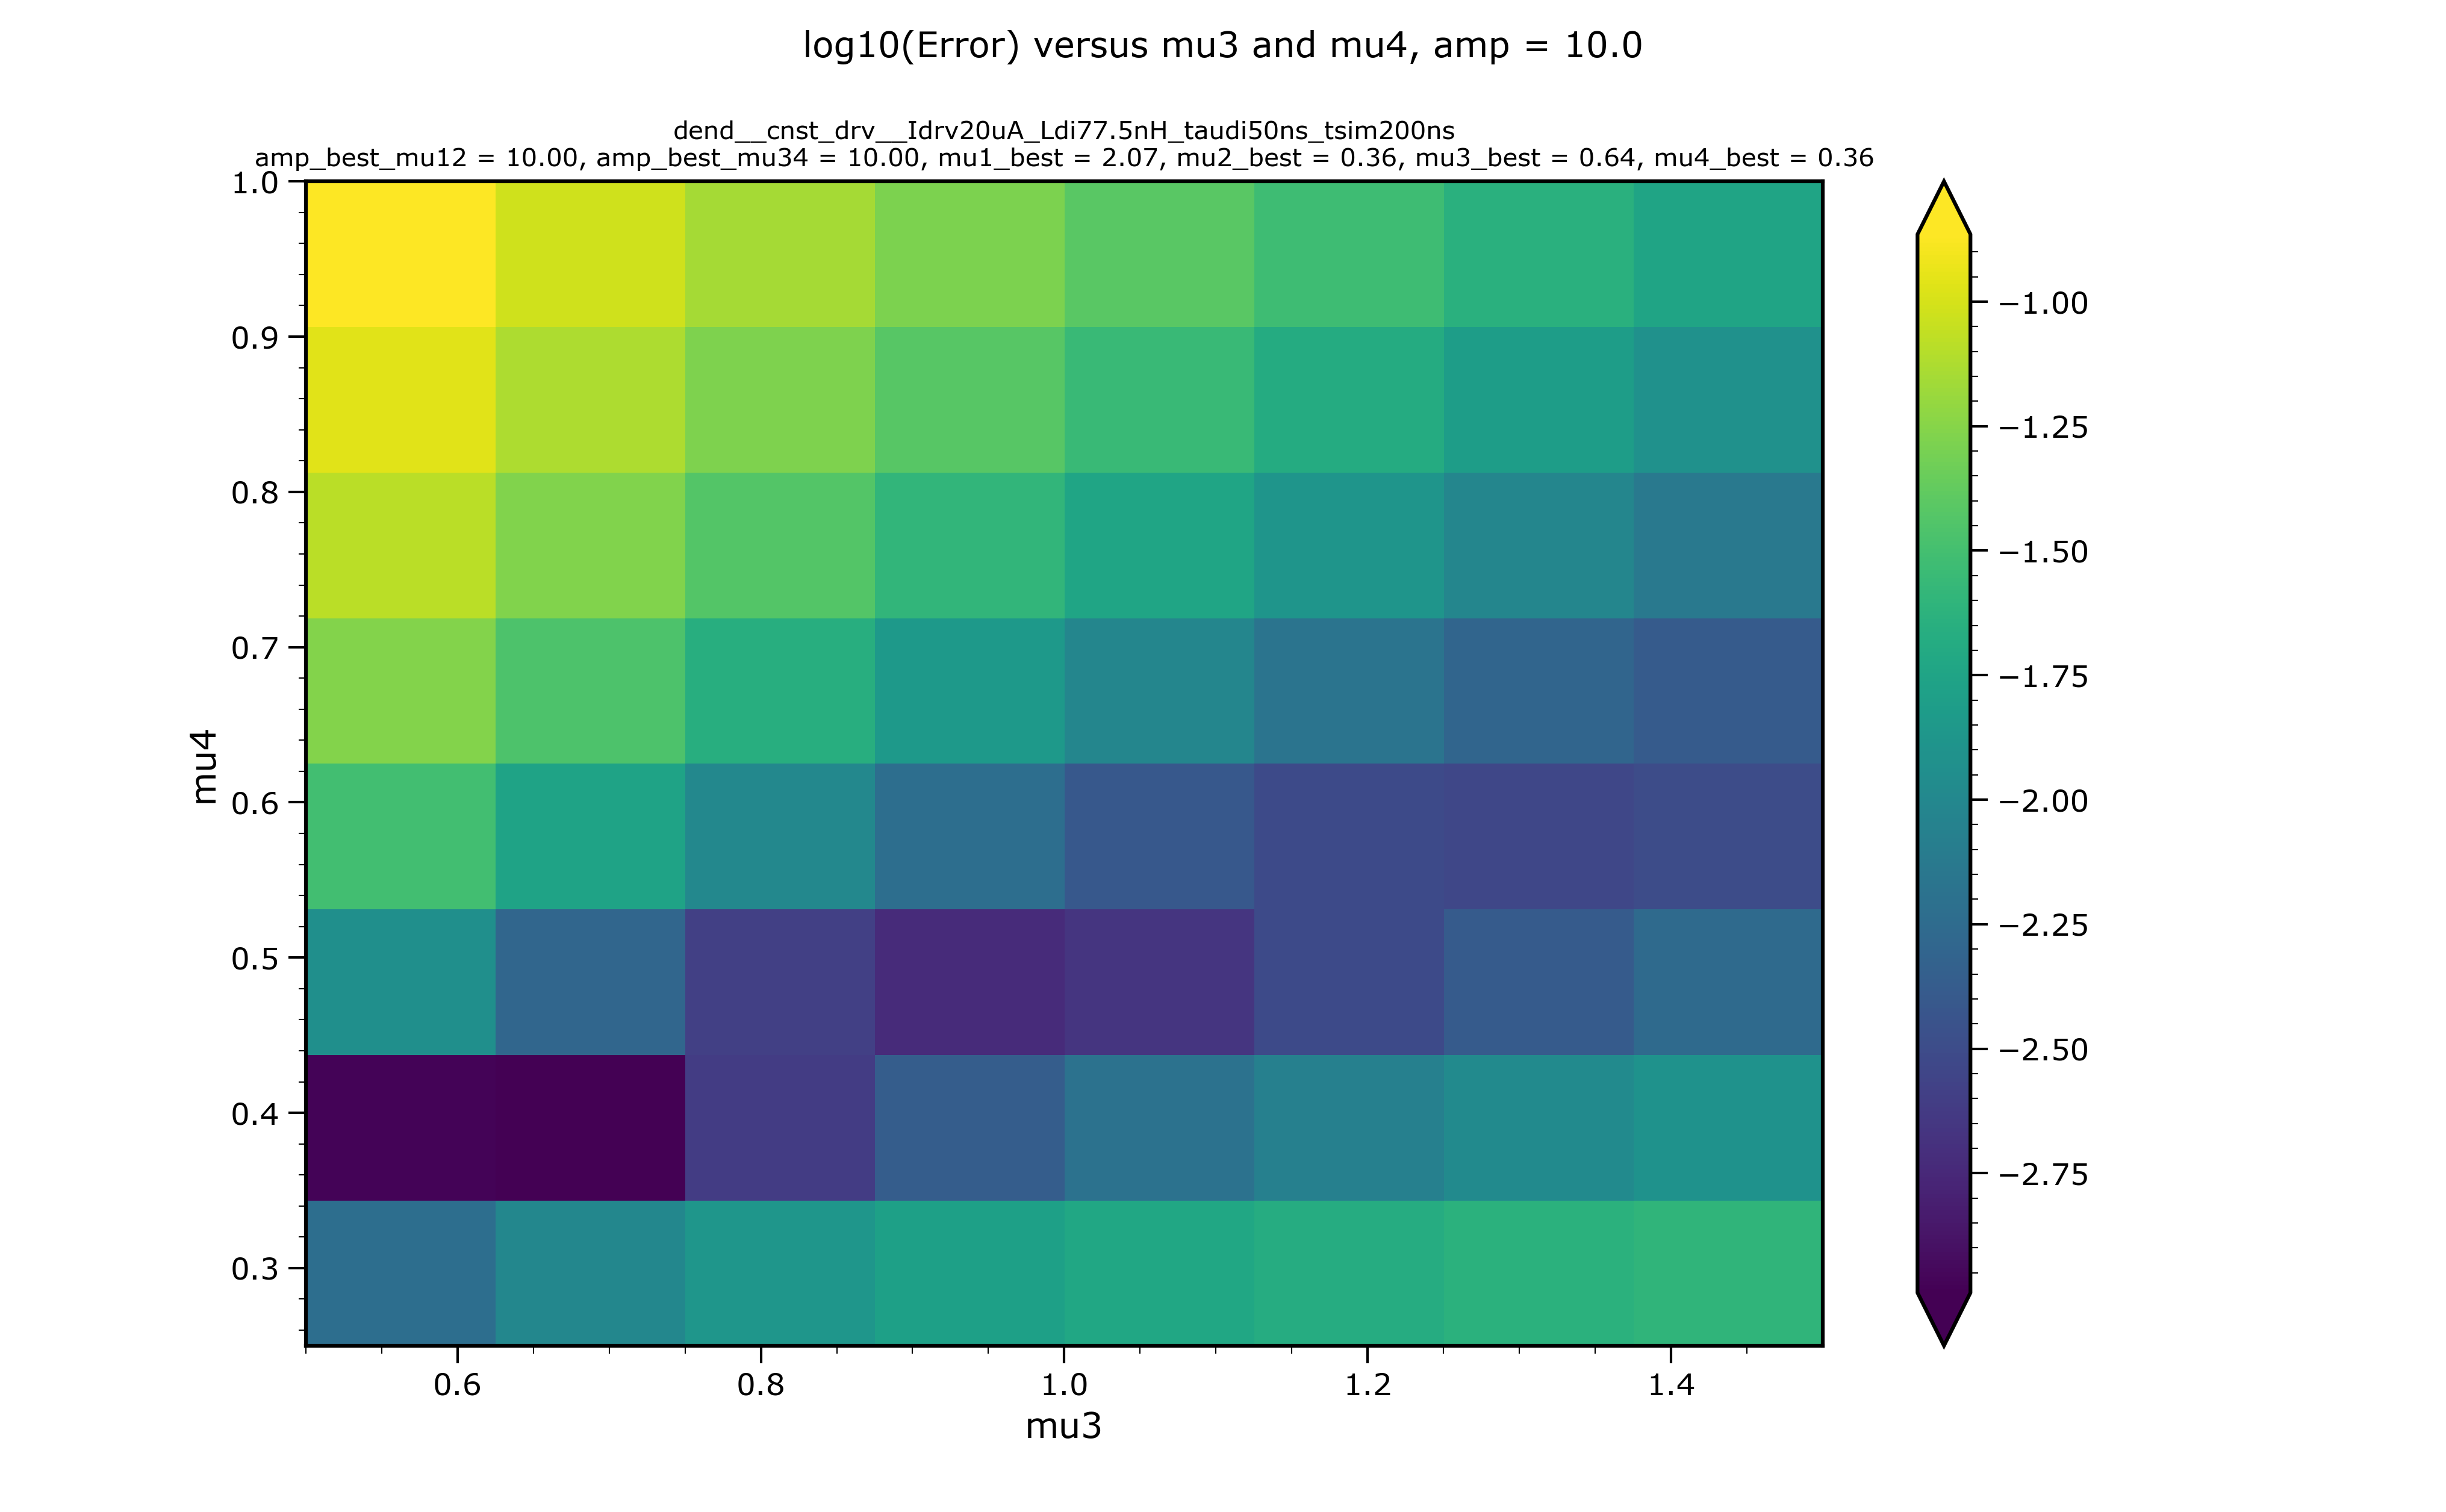 log10(Error) versus mu3 and mu4, amp = 10.0
dend__cnst_drv__Idrv20uA_Ldi77.5nH_taudi50ns_tsim200ns
amp_best_mu12 = 10.00, amp_best_mu34 = 10.00, mu1_best = 2.07, mu2_best = 0.36, mu3_best = 0.64, mu4_best = 0.36
1.0
0.9
0.8
0.7
0.6
0.5
0.4
0.3
mu4
0.6 0.8 1.0 1.2 1.4
mu3
−1.00
−1.25
−1.50
−1.75
−2.00
−2.25
−2.50
−2.75